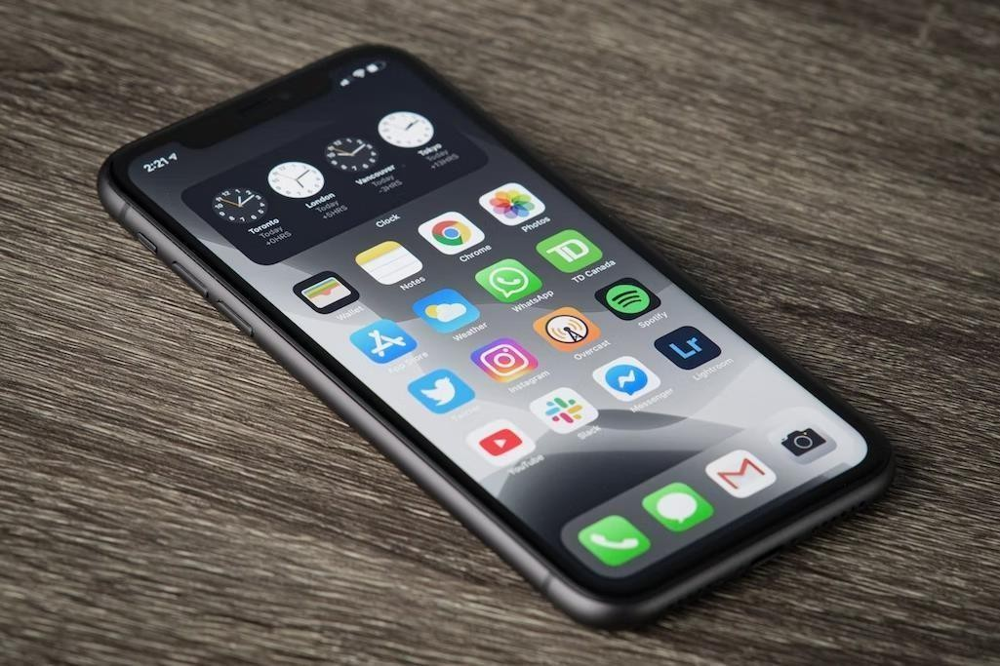 2:21
Toronto
Today
+0HRS
London
Today
+5HRS
Vancouver
Today
-3HRS
Tokyo
Today
+13HRS
Clock
Wallet
Notes
Chrome
Photos
App Store
Weather
WhatsApp
TD
TD Canada
Twitter
Instagram
Overcast
Spotify
YouTube
Slack
Messenger
Lr
Lightroom